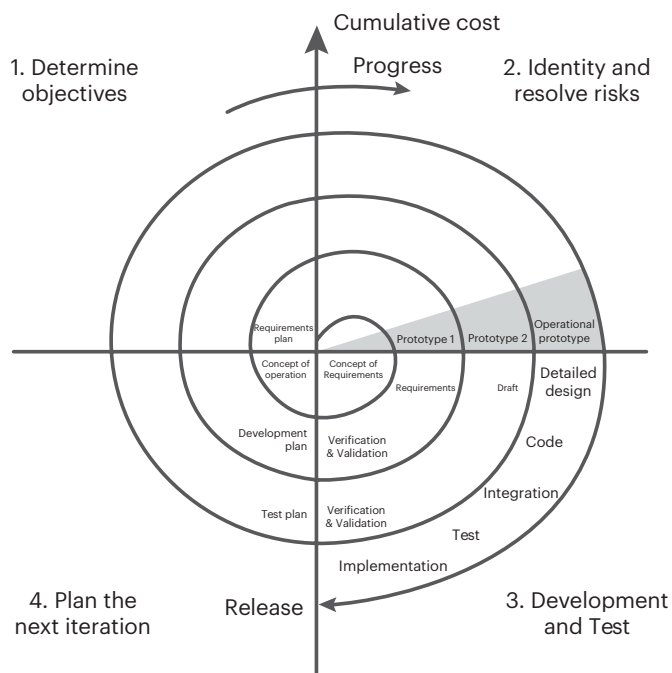 Cumulative cost
1. Determine
objectives
Progress
2. Identity and
resolve risks
Requirements
plan
Prototype 1
Prototype 2
Operational
prototype
Concept of
operation
Concept of
Requirements
Requirements
Draft
Detailed
design
Development
plan
Verification
& Validation
Code
Integration
Test plan
Verification
& Validation
Test
Implementation
4. Plan the
next iteration
Release
3. Development
and Test